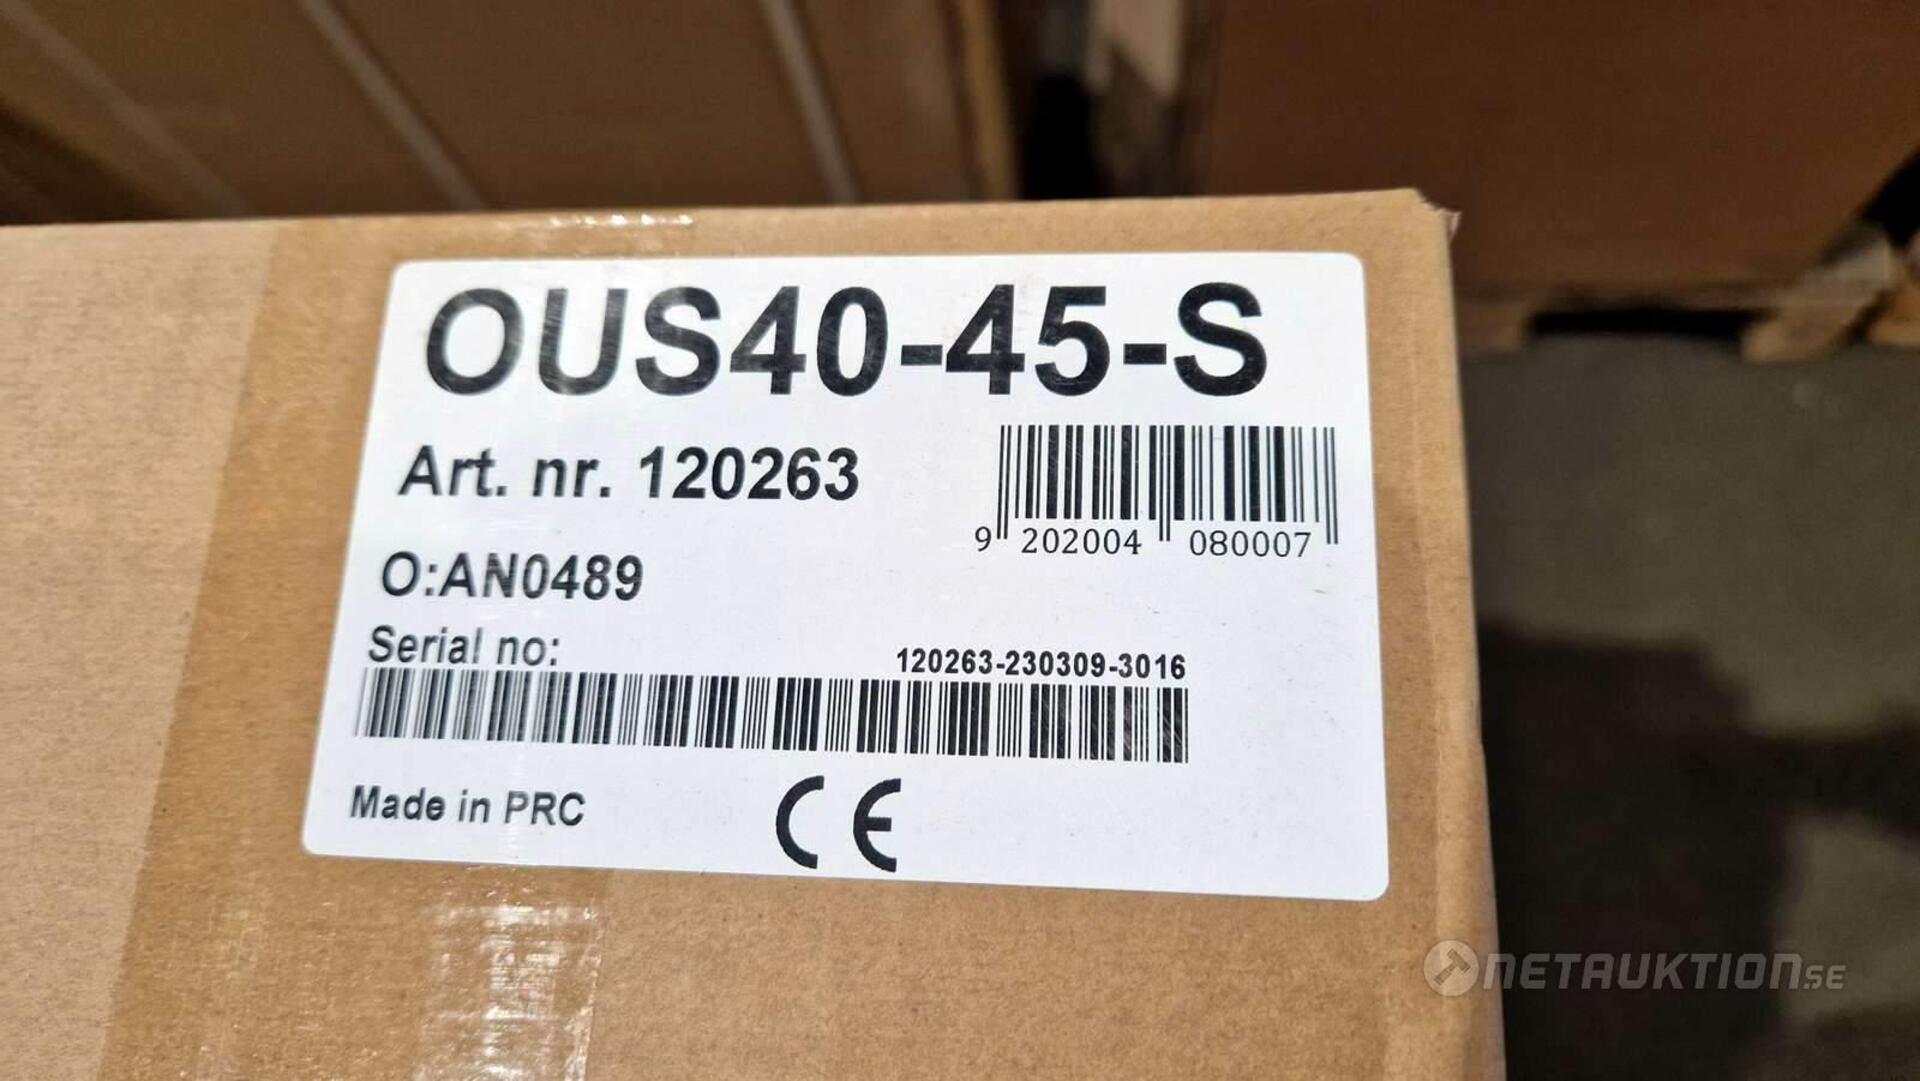 OUS40-45-S
Art. nr. 120263
9 202004 080007
O:AN0489
Serial no:
120263-230309-3016
Made in PRC
CE
NETAUKTION.SE